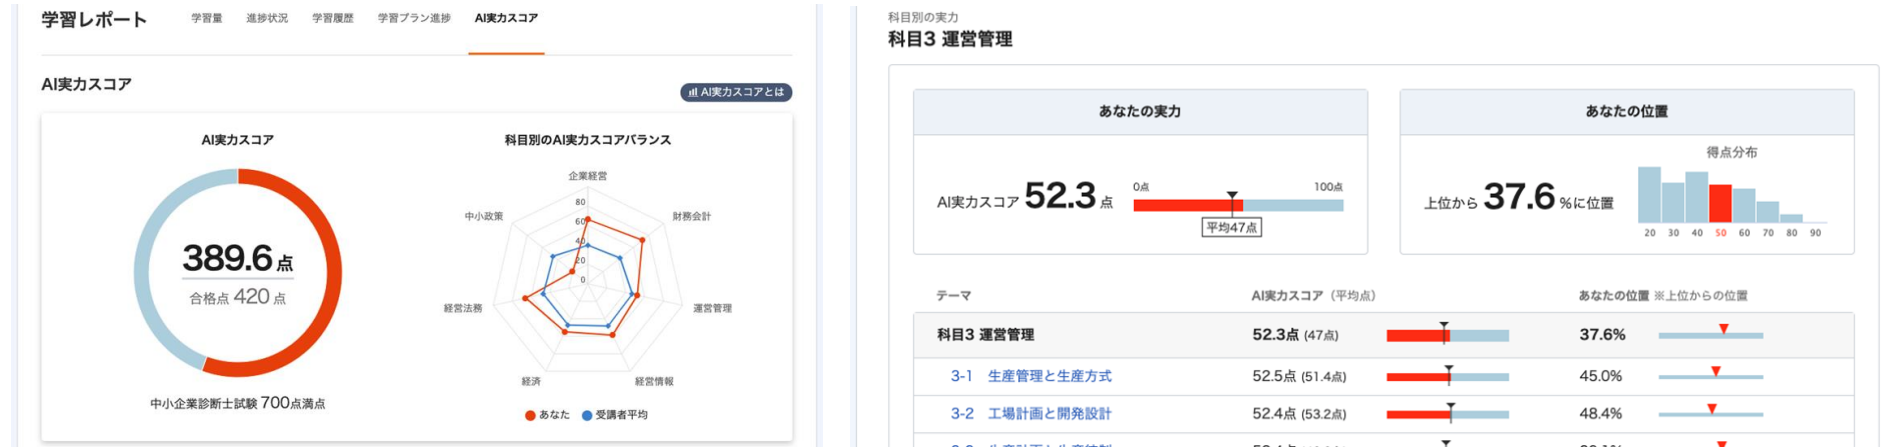 学習レポート 学習量 進捗状況 学習履歴 学習プラン進捗 AI実力スコア
AI実力スコア
AI実力スコアとは
AI実力スコア
389.6点
合格点 420 点
中小企業診断士試験 700点満点
科目別のAI実力スコアバランス
企業経営
財務会計
運営管理
経営情報
経済
経営法務
中小政策
80
60
40
20
0
あなた 受講者平均
科目別の実力
科目3 運営管理
あなたの実力
AI実力スコア 52.3 点
0点 100点
平均47点
あなたの位置
上位から 37.6 %に位置
得点分布
20 30 40 50 60 70 80 90
テーマ AI実力スコア (平均点) あなたの位置 ※上位からの位置
科目3 運営管理 52.3点 (47点) 37.6%
3-1 生産管理と生産方式 52.5点 (51.4点) 45.0%
3-2 工場計画と開発設計 52.4点 (53.2点) 48.4%